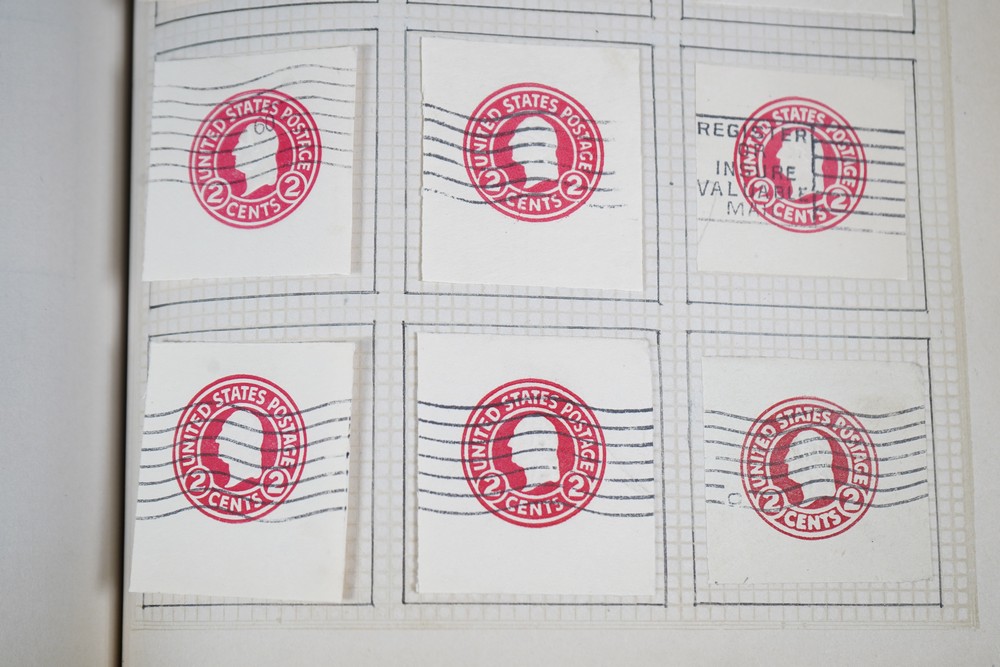 UNITED STATES POSTAGE
60
2 CENTS 2
UNITED STATES POSTAGE
2 CENTS 2
UNITED STATES POSTAGE
2 CENTS 2
REGISTER
INSURE
VALUABLE
MAIL
UNITED STATES POSTAGE
2 CENTS 2
UNITED STATES POSTAGE
2 CENTS 2
UNITED STATES POSTAGE
2 CENTS 2